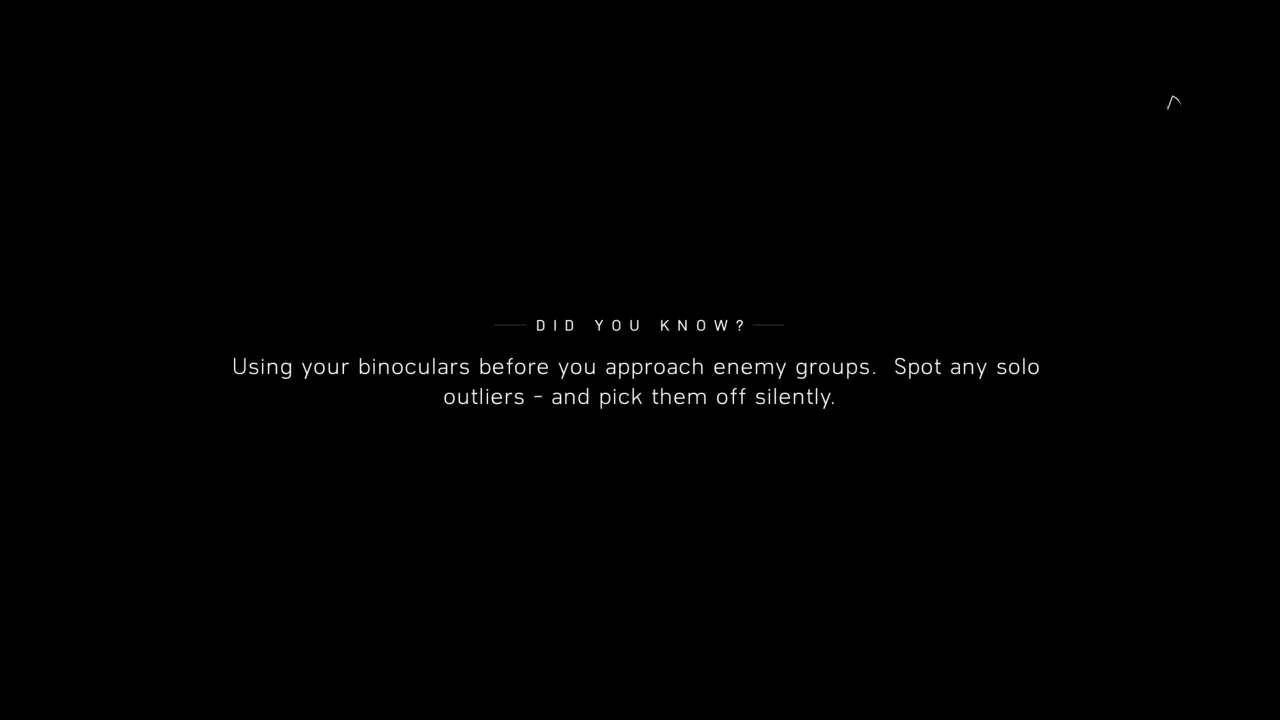 DID YOU KNOW?
Using your binoculars before you approach enemy groups.  Spot any solo
outliers - and pick them off silently.